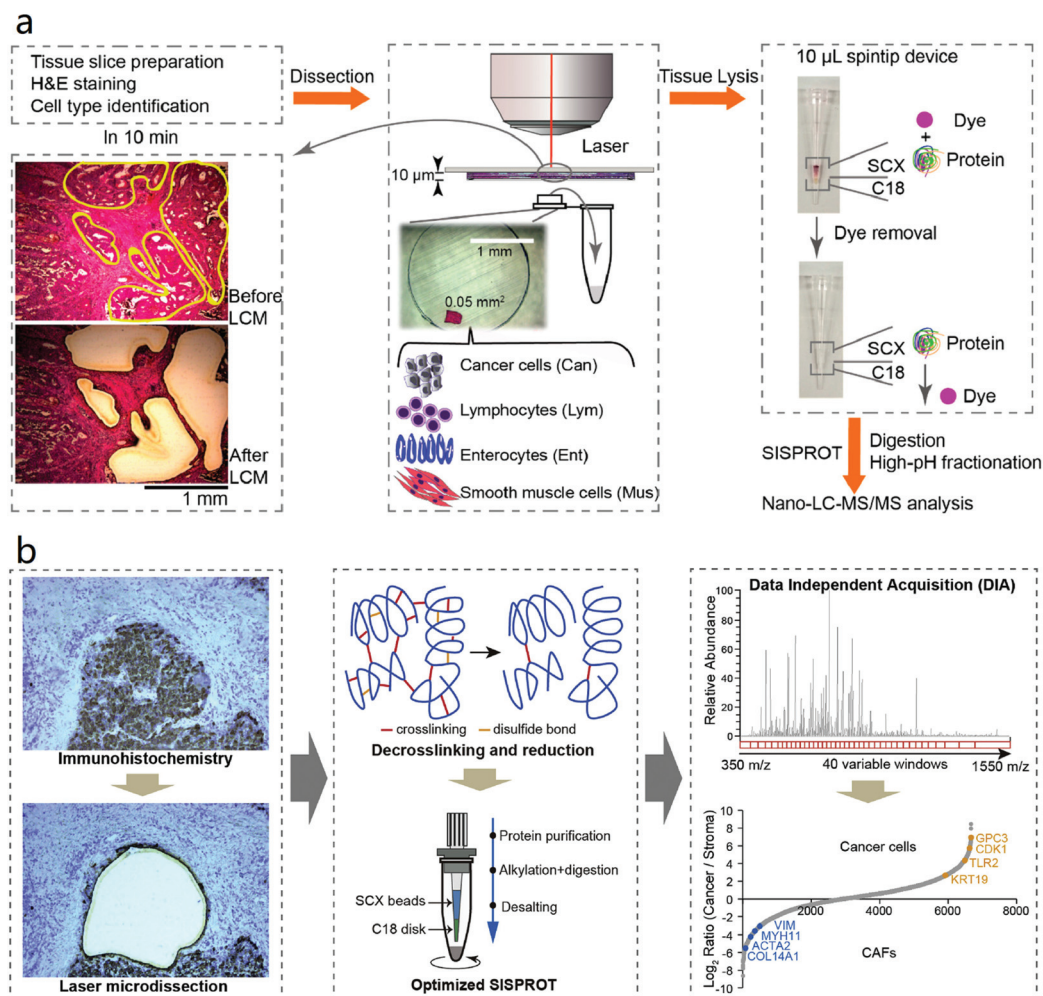 a
Tissue slice preparation
H&E staining
Cell type identification
In 10 min
Before
LCM
After
LCM
1 mm
Dissection
Laser
10 µm
1 mm
0.05 mm²
Cancer cells (Can)
Lymphocytes (Lym)
Enterocytes (Ent)
Smooth muscle cells (Mus)
Tissue Lysis
10 µL spintip device
Dye
+
Protein
SCX
C18
Dye removal
SCX
C18
Protein
Dye
SISPROT
Digestion
High-pH fractionation
Nano-LC-MS/MS analysis
b
Immunohistochemistry
Laser microdissection
crosslinking
disulfide bond
Decrosslinking and reduction
Protein purification
Alkylation+digestion
Desalting
SCX beads
C18 disk
Optimized SISPROT
Data Independent Acquisition (DIA)
Relative Abundance
100
80
60
40
20
0
350 m/z
40 variable windows
1550 m/z
Log₂ Ratio (Cancer / Stroma)
10
8
6
4
2
0
-2
-4
-6
-8
-10
2000
4000
6000
8000
Cancer cells
GPC3
CDK1
TLR2
KRT19
VIM
MYH11
ACTA2
COL14A1
CAFs